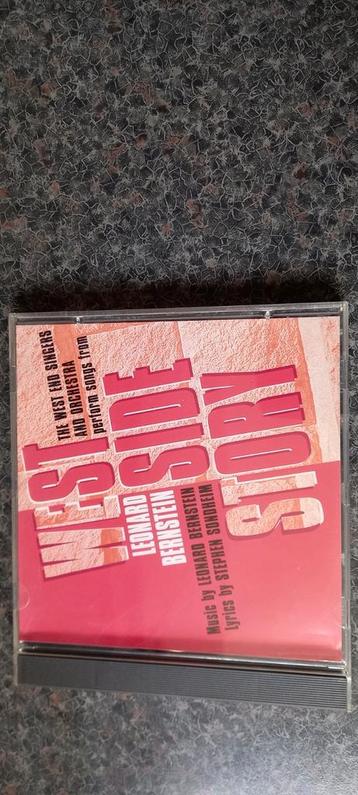 THE WEST END SINGERS
AND ORCHESTRA
perform songs from
WEST
LEONARD
BERNSTEIN
SIDE
STORY
Music by LEONARD BERNSTEIN
Lyrics by STEPHEN SONDHEIM